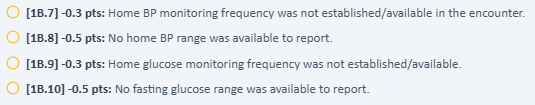 [1B.7] -0.3 pts: Home BP monitoring frequency was not established/available in the encounter.
[1B.8] -0.5 pts: No home BP range was available to report.
[1B.9] -0.3 pts: Home glucose monitoring frequency was not established/available.
[1B.10] -0.5 pts: No fasting glucose range was available to report.